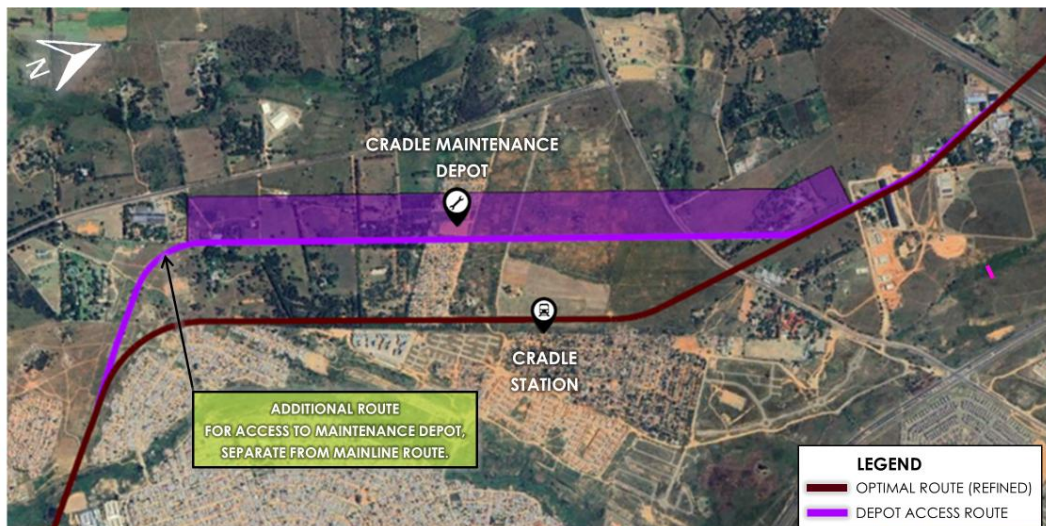 N
CRADLE MAINTENANCE
DEPOT
CRADLE
STATION
ADDITIONAL ROUTE
FOR ACCESS TO MAINTENANCE DEPOT,
SEPARATE FROM MAINLINE ROUTE.
LEGEND
OPTIMAL ROUTE (REFINED)
DEPOT ACCESS ROUTE